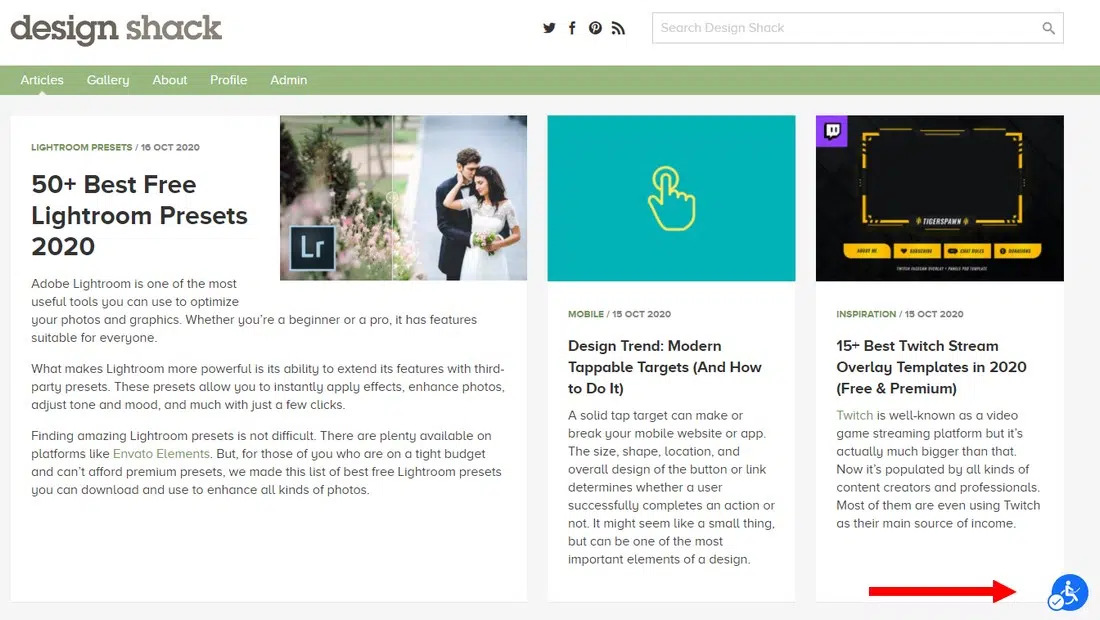 design shack
Search Design Shack
Articles Gallery About Profile Admin
LIGHTROOM PRESETS / 16 OCT 2020
50+ Best Free
Lightroom Presets
2020
Adobe Lightroom is one of the most
useful tools you can use to optimize
your photos and graphics. Whether you’re a beginner or a pro, it has features
suitable for everyone.
What makes Lightroom more powerful is its ability to extend its features with third-
party presets. These presets allow you to instantly apply effects, enhance photos,
adjust tone and mood, and much with just a few clicks.
Finding amazing Lightroom presets is not difficult. There are plenty available on
platforms like Envato Elements. But, for those of you who are on a tight budget
and can’t afford premium presets, we made this list of best free Lightroom presets
you can download and use to enhance all kinds of photos.
Lr
MOBILE / 15 OCT 2020
Design Trend: Modern
Tappable Targets (And How
to Do It)
A solid tap target can make or
break your mobile website or app.
The size, shape, location, and
overall design of the button or link
determines whether a user
successfully completes an action or
not. It might seem like a small thing,
but can be one of the most
important elements of a design.
TIGERSPAWN
ABOUT ME SUBSCRIBE CHAT RULES DONATIONS
TWITCH FACESIGN OVERLAY + PANELS PSD TEMPLATE
INSPIRATION / 15 OCT 2020
15+ Best Twitch Stream
Overlay Templates in 2020
(Free & Premium)
Twitch is well-known as a video
game streaming platform but it’s
actually much bigger than that.
Now it’s populated by all kinds of
content creators and professionals.
Most of them are even using Twitch
as their main source of income.